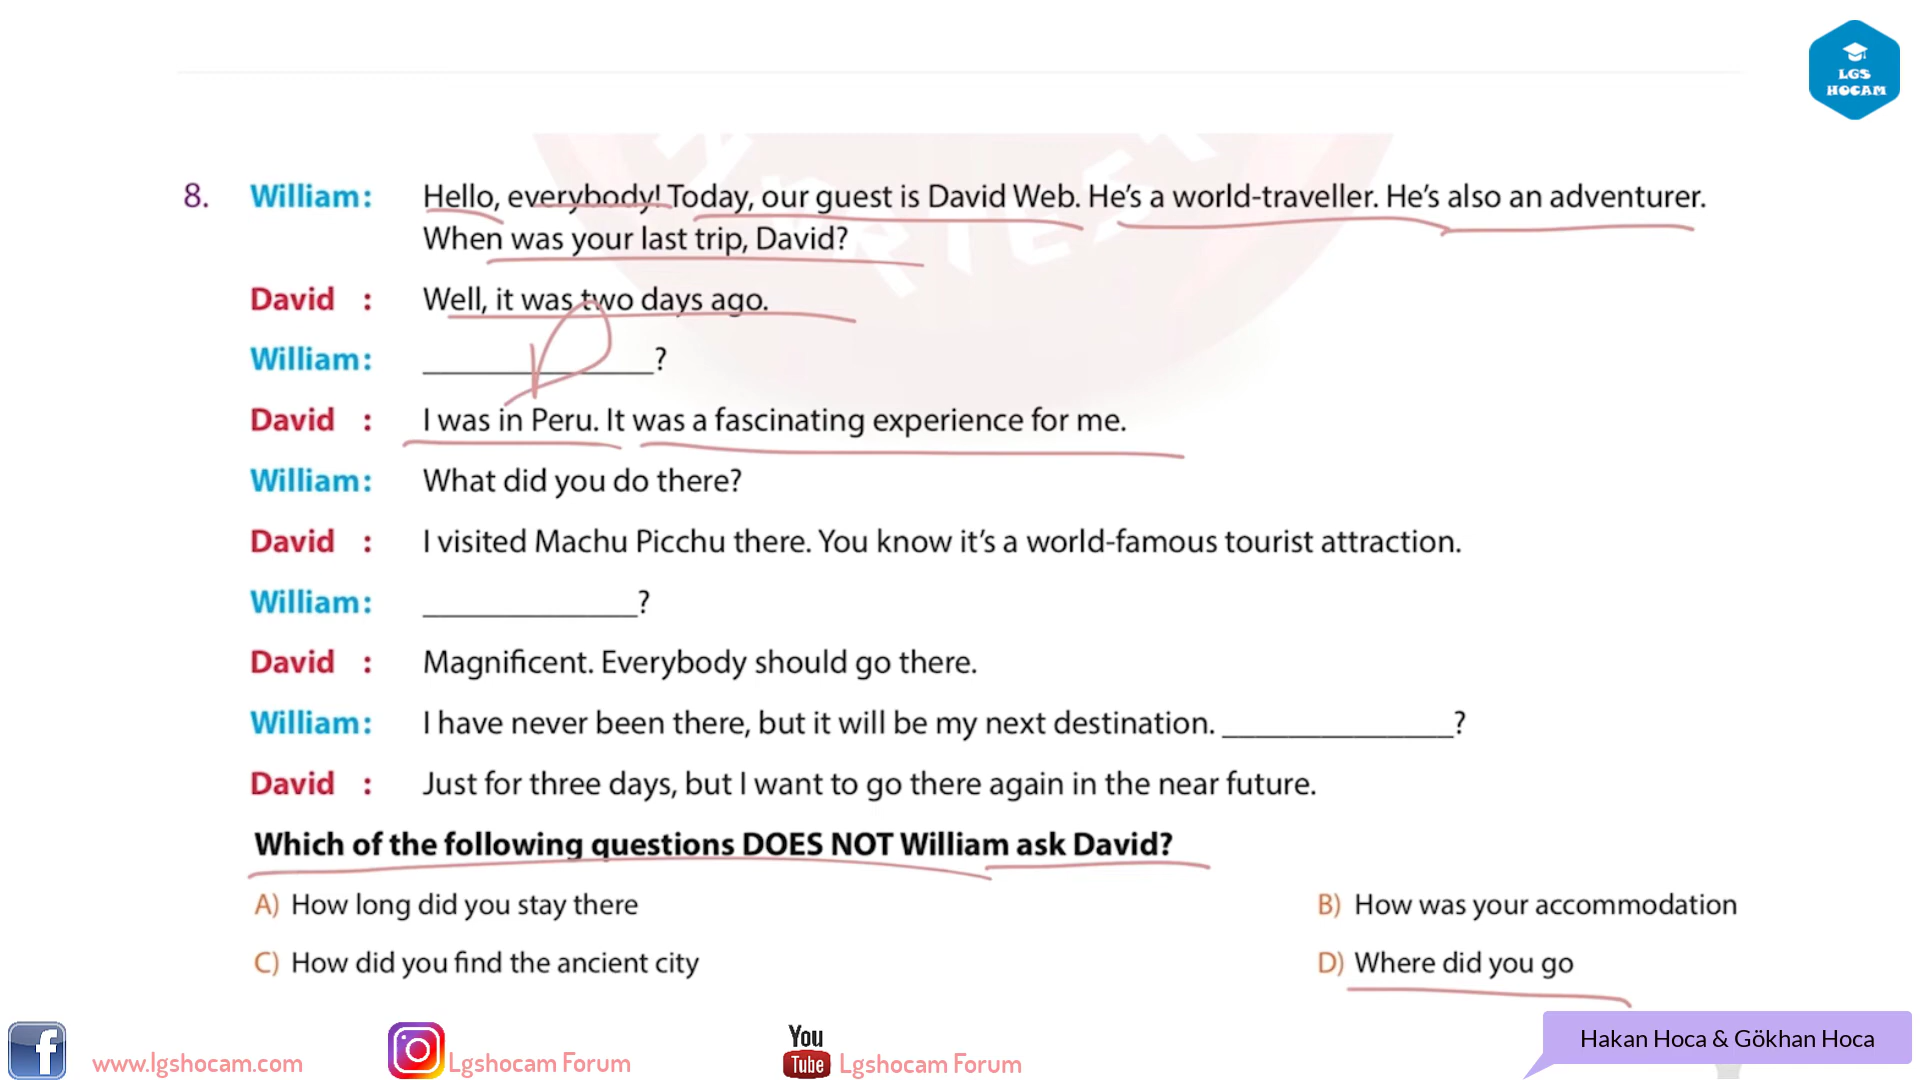 LGS
HOCAM
8. William: Hello, everybody! Today, our guest is David Web. He’s a world-traveller. He’s also an adventurer.
When was your last trip, David?
David : Well, it was two days ago.
William: ______________?
David : I was in Peru. It was a fascinating experience for me.
William: What did you do there?
David : I visited Machu Picchu there. You know it’s a world-famous tourist attraction.
William: _____________?
David : Magnificent. Everybody should go there.
William: I have never been there, but it will be my next destination. ______________?
David : Just for three days, but I want to go there again in the near future.
Which of the following questions DOES NOT William ask David?
A) How long did you stay there B) How was your accommodation
C) How did you find the ancient city D) Where did you go
D
www.lgshocam.com Lgshocam Forum You Tube Lgshocam Forum Hakan Hoca & Gökhan Hoca